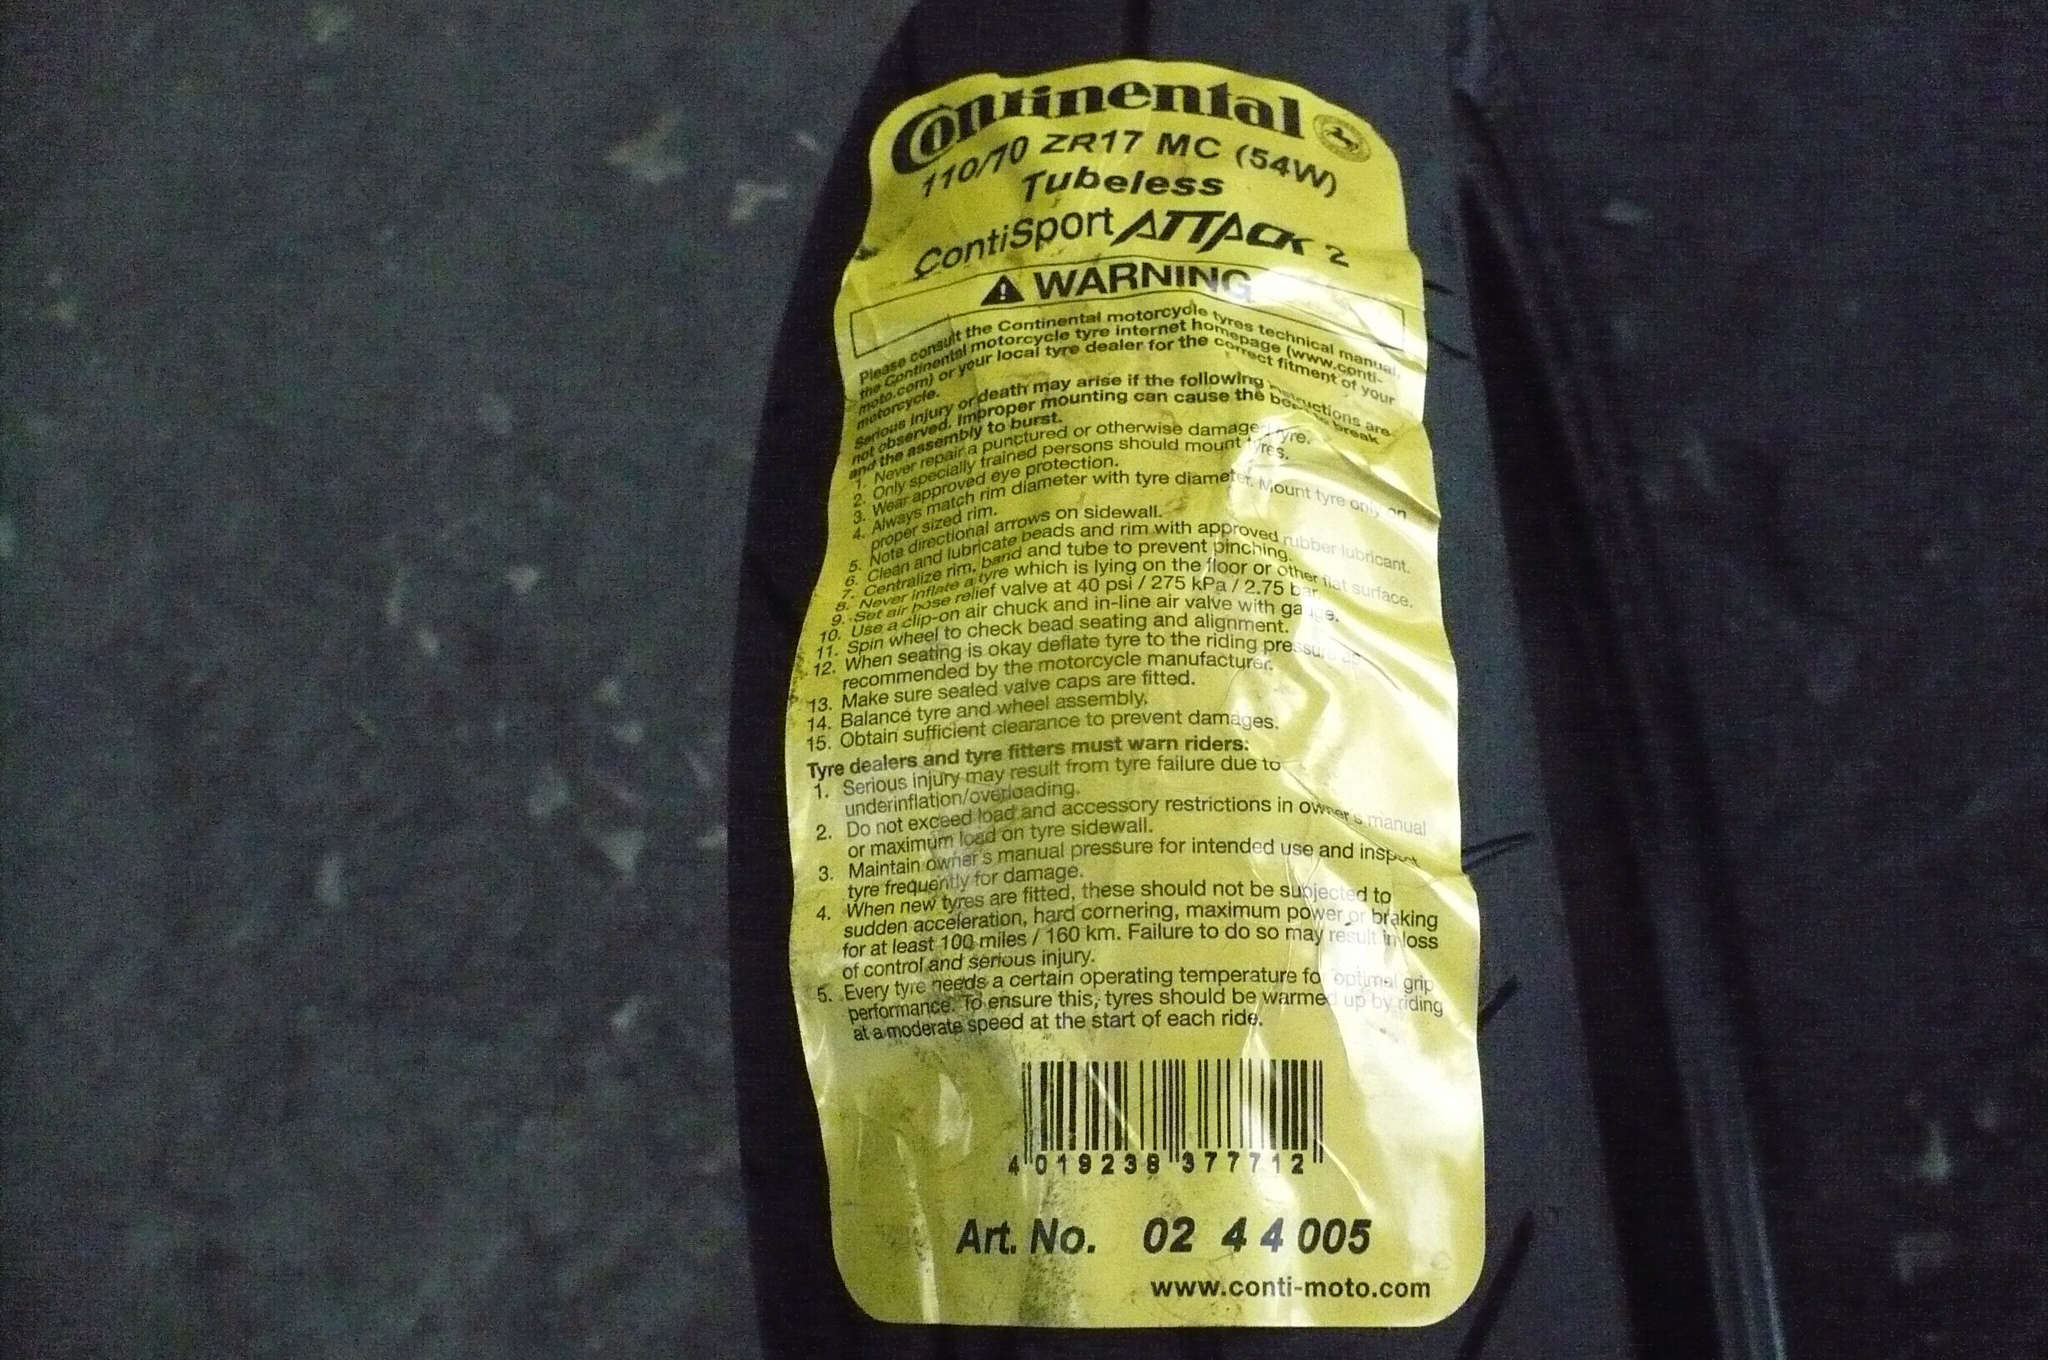 Continental
110/70 ZR17 MC (54W)
Tubeless
ContiSport ATTACK 2
WARNING
Please consult the Continental motorcycle tyres technical manual,
the Continental motorcycle tyre internet homepage (www.conti-
moto.com) or your local tyre dealer for the correct fitment of your
motorcycle.
Serious injury or death may arise if the following instructions are
not observed. Improper mounting can cause the to break
and the assembly to burst.
1. Never repair a punctured or otherwise damaged tyre.
2. Only specially trained persons should mount tyres.
3. Wear approved eye protection.
4. Always match rim diameter with tyre diameter. Mount tyre only on
proper sized rim.
5. Note directional arrows on sidewall.
6. Clean and lubricate beads and rim with approved rubber lubricant.
7. Centralize rim, band and tube to prevent pinching.
8. Never inflate a tyre which is lying on the floor or other flat surface.
9. Set air hose relief valve at 40 psi / 275 kPa / 2.75 bar.
10. Use a clip-on air chuck and in-line air valve with gauge.
11. Spin wheel to check bead seating and alignment.
12. When seating is okay deflate tyre to the riding pressure as
recommended by the motorcycle manufacturer.
13. Make sure sealed valve caps are fitted.
14. Balance tyre and wheel assembly.
15. Obtain sufficient clearance to prevent damages.
Tyre dealers and tyre fitters must warn riders:
1. Serious injury may result from tyre failure due to
underinflation/overloading.
2. Do not exceed load and accessory restrictions in owner's manual
or maximum load on tyre sidewall.
3. Maintain owner's manual pressure for intended use and inspect
tyre frequently for damage.
4. When new tyres are fitted, these should not be subjected to
sudden acceleration, hard cornering, maximum power or braking
for at least 100 miles / 160 km. Failure to do so may result in loss
of control and serious injury.
5. Every tyre needs a certain operating temperature for optimal grip
performance. To ensure this, tyres should be warmed up by riding
at a moderate speed at the start of each ride.
4 019238 377712
Art. No. 02 4 4 005
www.conti-moto.com